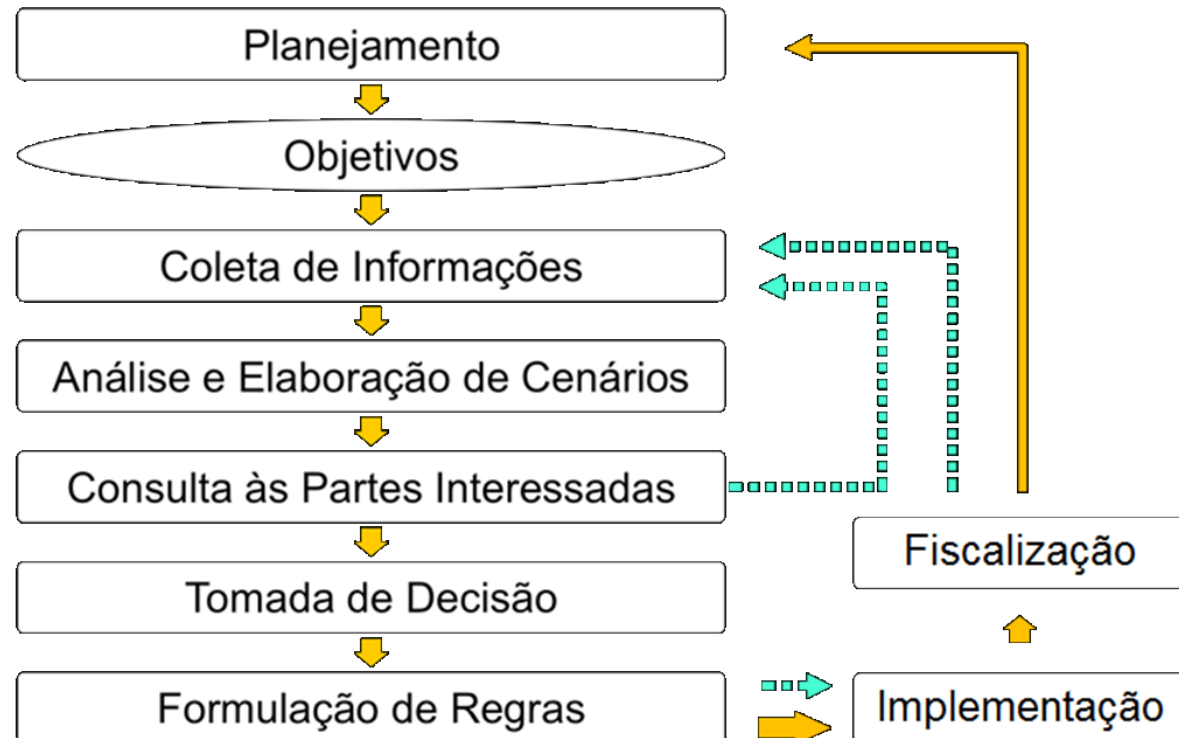 Planejamento
Objetivos
Coleta de Informações
Análise e Elaboração de Cenários
Consulta às Partes Interessadas
Tomada de Decisão
Formulação de Regras
Fiscalização
Implementação